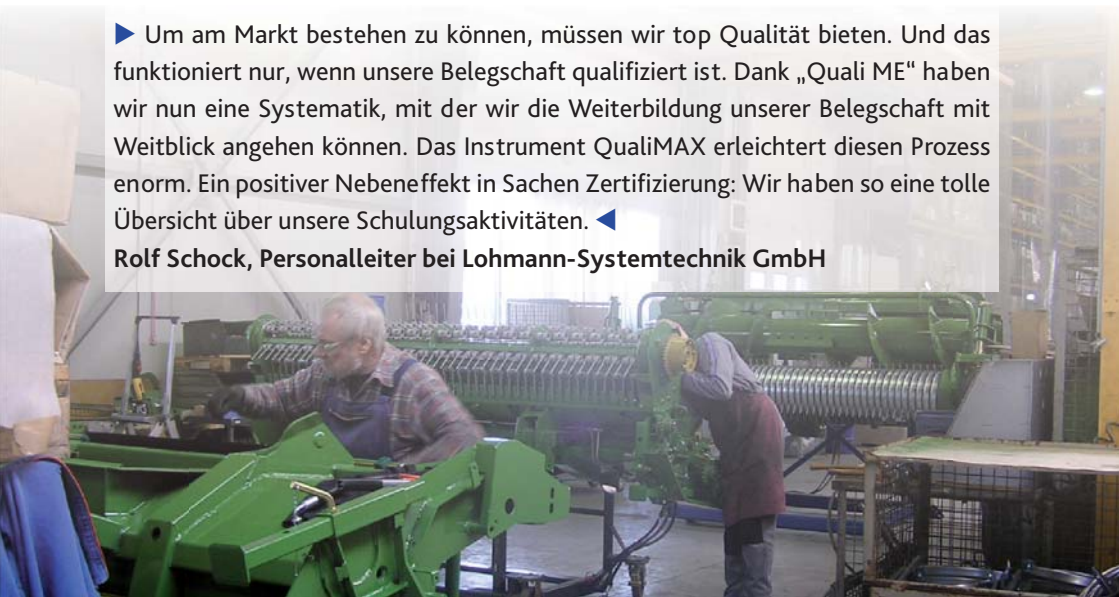 ▶ Um am Markt bestehen zu können, müssen wir top Qualität bieten. Und das
funktioniert nur, wenn unsere Belegschaft qualifiziert ist. Dank „Quali ME“ haben
wir nun eine Systematik, mit der wir die Weiterbildung unserer Belegschaft mit
Weitblick angehen können. Das Instrument QualiMAX erleichtert diesen Prozess
enorm. Ein positiver Nebeneffekt in Sachen Zertifizierung: Wir haben so eine tolle
Übersicht über unsere Schulungsaktivitäten. ◀
Rolf Schock, Personalleiter bei Lohmann-Systemtechnik GmbH